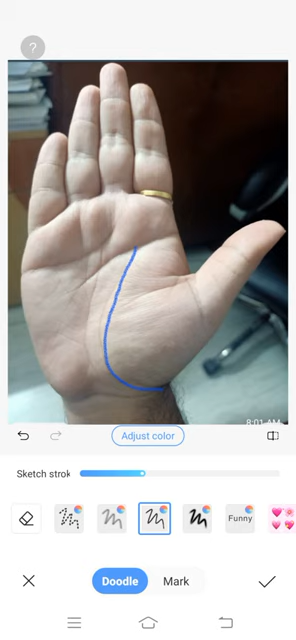 ?
8:01 AM
Adjust color
Sketch strok
Funny
Doodle Mark